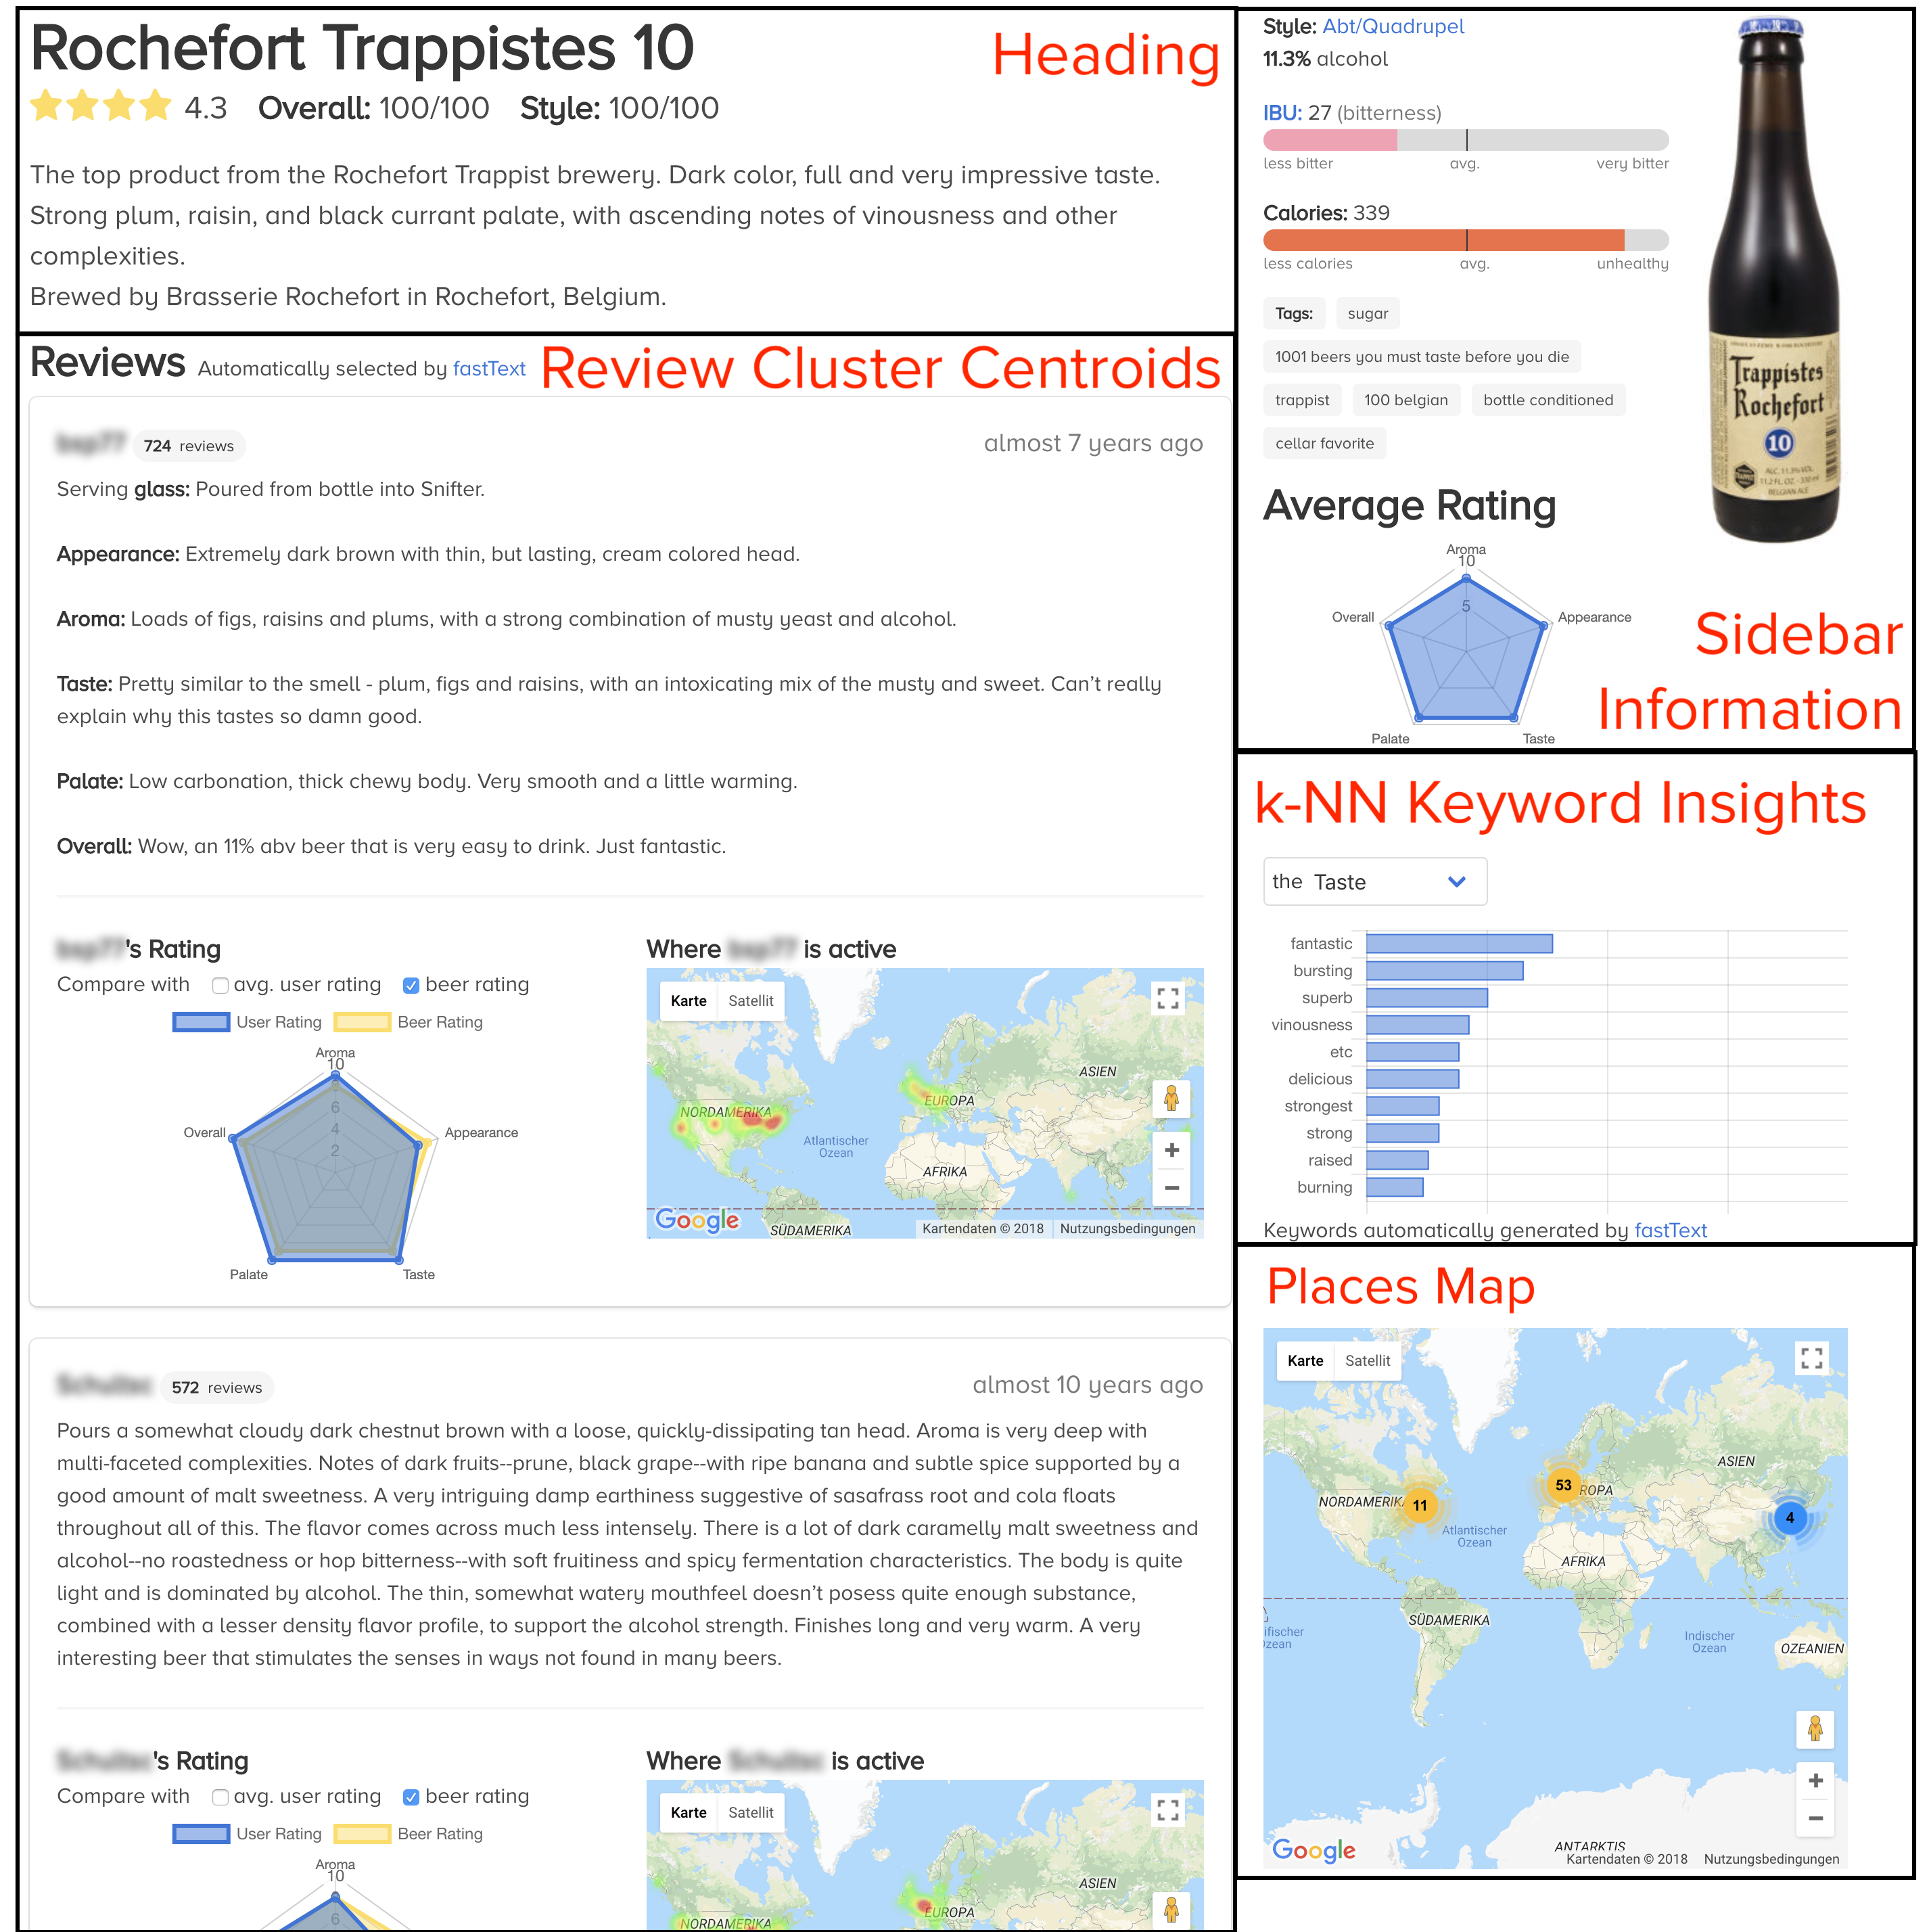 Rochefort Trappistes 10
Heading
4.3 Overall: 100/100 Style: 100/100
The top product from the Rochefort Trappist brewery. Dark color, full and very impressive taste.
Strong plum, raisin, and black currant palate, with ascending notes of vinousness and other
complexities.
Brewed by Brasserie Rochefort in Rochefort, Belgium.
Reviews Automatically selected by fastText
Review Cluster Centroids
724 reviews
almost 7 years ago
Serving glass: Poured from bottle into Snifter.
Appearance: Extremely dark brown with thin, but lasting, cream colored head.
Aroma: Loads of figs, raisins and plums, with a strong combination of musty yeast and alcohol.
Taste: Pretty similar to the smell - plum, figs and raisins, with an intoxicating mix of the musty and sweet. Can't really
explain why this tastes so damn good.
Palate: Low carbonation, thick chewy body. Very smooth and a little warming.
Overall: Wow, an 11% abv beer that is very easy to drink. Just fantastic.
's Rating
Compare with avg. user rating beer rating
User Rating Beer Rating
Aroma
10
6
4
2
Overall
Appearance
Palate
Taste
Where is active
Karte Satellit
NORDAMERIKA
EUROPA
ASIEN
Atlantischer
Ozean
AFRIKA
SÜDAMERIKA
+
−
Google
Kartendaten © 2018 Nutzungsbedingungen
572 reviews
almost 10 years ago
Pours a somewhat cloudy dark chestnut brown with a loose, quickly-dissipating tan head. Aroma is very deep with
multi-faceted complexities. Notes of dark fruits--prune, black grape--with ripe banana and subtle spice supported by a
good amount of malt sweetness. A very intriguing damp earthiness suggestive of sasafrass root and cola floats
throughout all of this. The flavor comes across much less intensely. There is a lot of dark caramelly malt sweetness and
alcohol--no roastedness or hop bitterness--with soft fruitiness and spicy fermentation characteristics. The body is quite
light and is dominated by alcohol. The thin, somewhat watery mouthfeel doesn't posess quite enough substance,
combined with a lesser density flavor profile, to support the alcohol strength. Finishes long and very warm. A very
interesting beer that stimulates the senses in ways not found in many beers.
's Rating
Compare with avg. user rating beer rating
User Rating Beer Rating
Aroma
10
6
Where is active
Karte Satellit
NORDAMERIKA
EUROPA
ASIEN
Style: Abt/Quadrupel
11.3% alcohol
IBU: 27 (bitterness)
less bitter avg. very bitter
Calories: 339
less calories avg. unhealthy
Tags: sugar
1001 beers you must taste before you die
trappist 100 belgian bottle conditioned
cellar favorite
Trappistes
Rochefort
10
ALC. 11.3% VOL.
11.2 FL. OZ. - 330 ml
BELGIAN ALE
Average Rating
Aroma
10
5
Overall
Appearance
Palate
Taste
Sidebar
Information
k-NN Keyword Insights
the Taste
fantastic
bursting
superb
vinousness
etc
delicious
strongest
strong
raised
burning
Keywords automatically generated by fastText
Places Map
Karte Satellit
NORDAMERIK
11
53
ROPA
ASIEN
4
Atlantischer
Ozean
AFRIKA
SÜDAMERIKA
ifischer
Ozean
Indischer
Ozean
OZEANIEN
+
−
ANTARKTIS
Google
Kartendaten © 2018 Nutzungsbedingungen